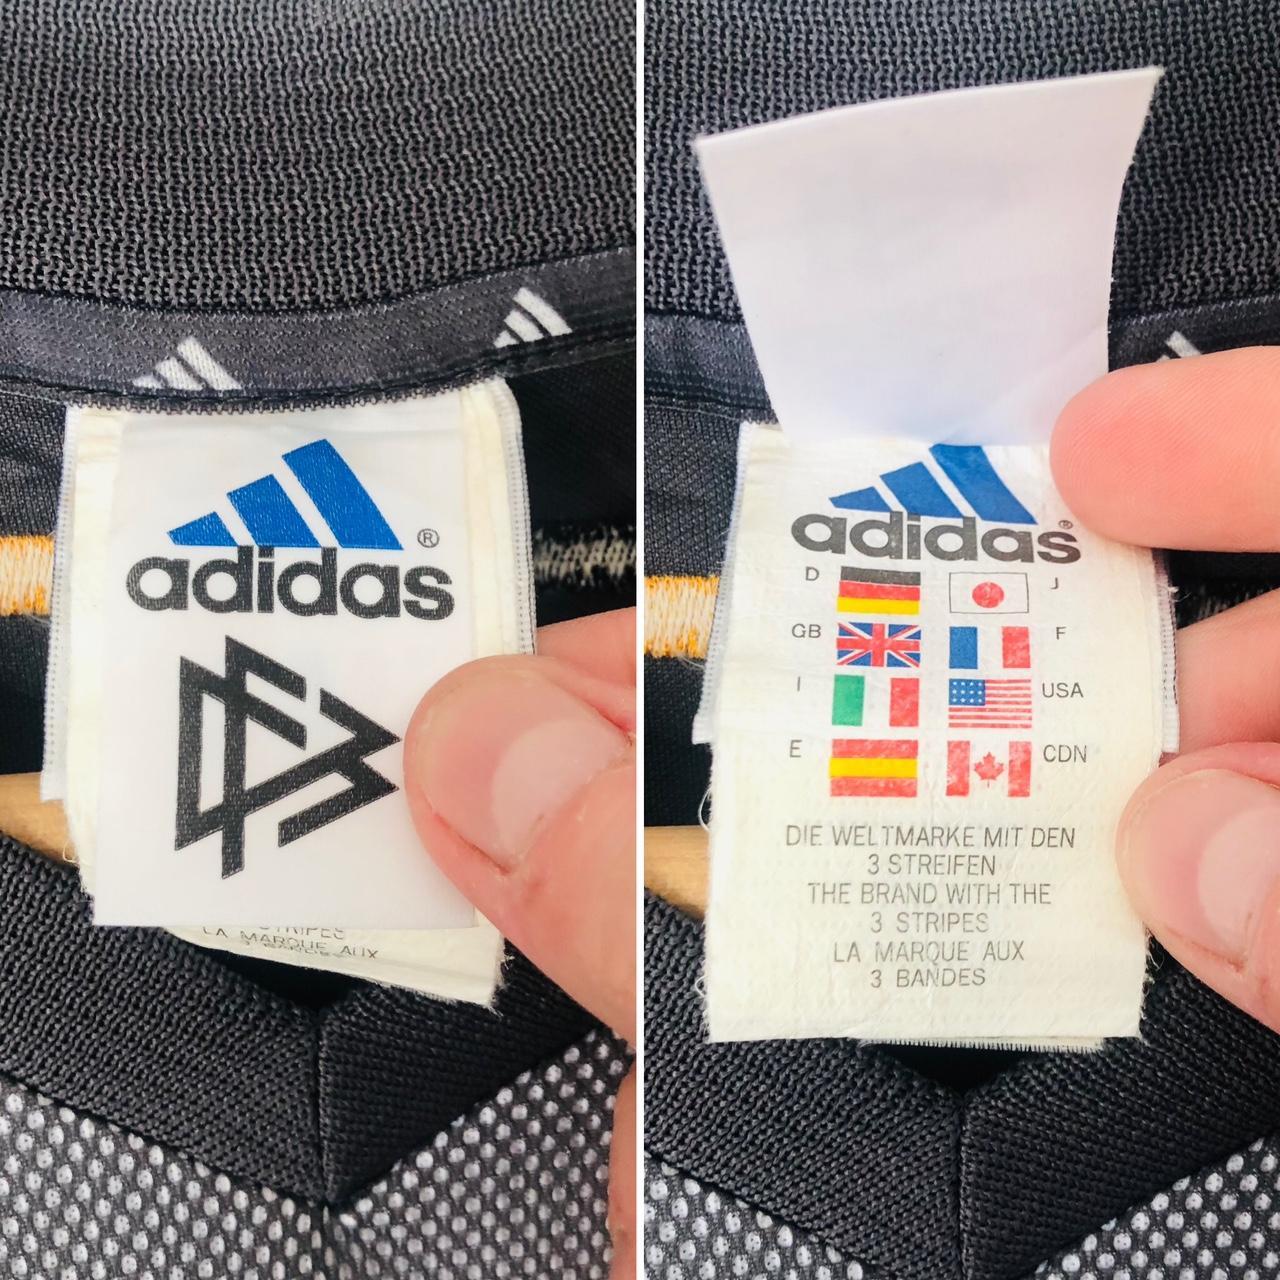 adidas®
DFB
STRIPES
LA MARQUE AUX
3 BANDES
adidas®
D J
GB F
I USA
E CDN
DIE WELTMARKE MIT DEN
3 STREIFEN
THE BRAND WITH THE
3 STRIPES
LA MARQUE AUX
3 BANDES